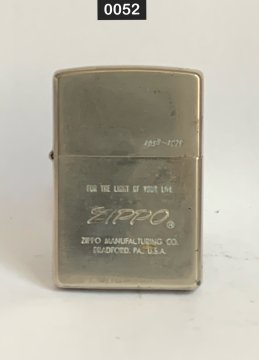 0052
FOR THE LIGHT OF YOUR LIFE
ZIPPO®
ZIPPO MANUFACTURING CO.
BRADFORD. PA. U.S.A.